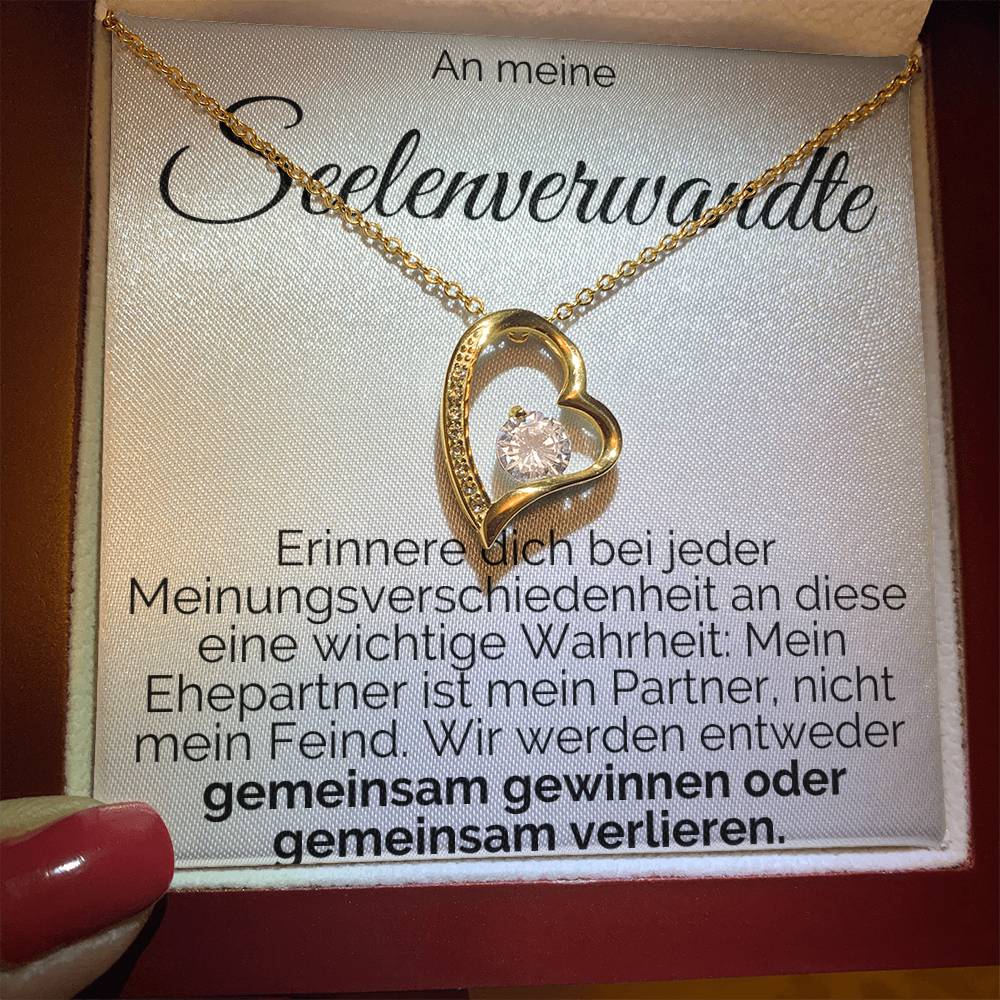 An meine
Seelenverwandte
Erinnere dich bei jeder
Meinungsverschiedenheit an diese
eine wichtige Wahrheit: Mein
Ehepartner ist mein Partner, nicht
mein Feind. Wir werden entweder
gemeinsam gewinnen oder
gemeinsam verlieren.